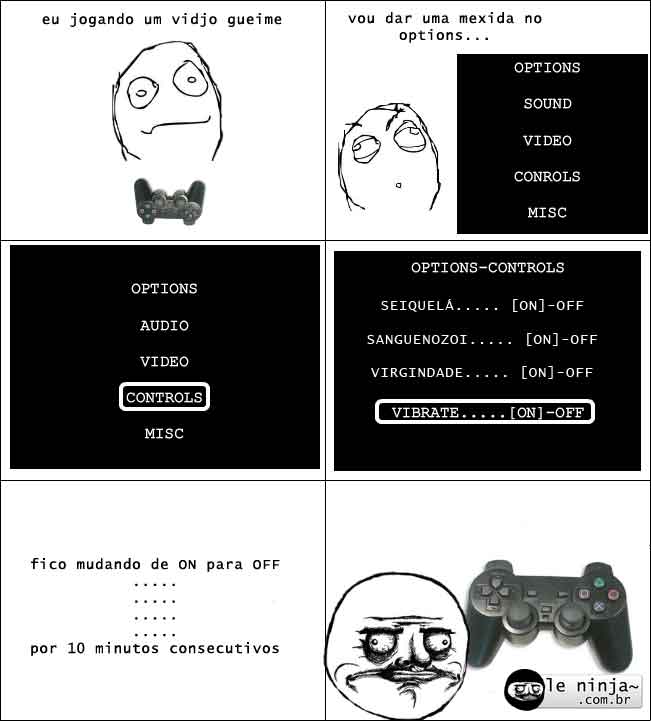 eu jogando um vidjo gueime
vou dar uma mexida no
options...
OPTIONS
SOUND
VIDEO
CONROLS
MISC
OPTIONS
AUDIO
VIDEO
CONTROLS
MISC
OPTIONS-CONTROLS
SEIQUELÁ..... [ON]-OFF
SANGUENOZOI..... [ON]-OFF
VIRGINDADE..... [ON]-OFF
VIBRATE.....[ON]-OFF
fico mudando de ON para OFF
.....
.....
.....
.....
por 10 minutos consecutivos
le ninja~
.com.br